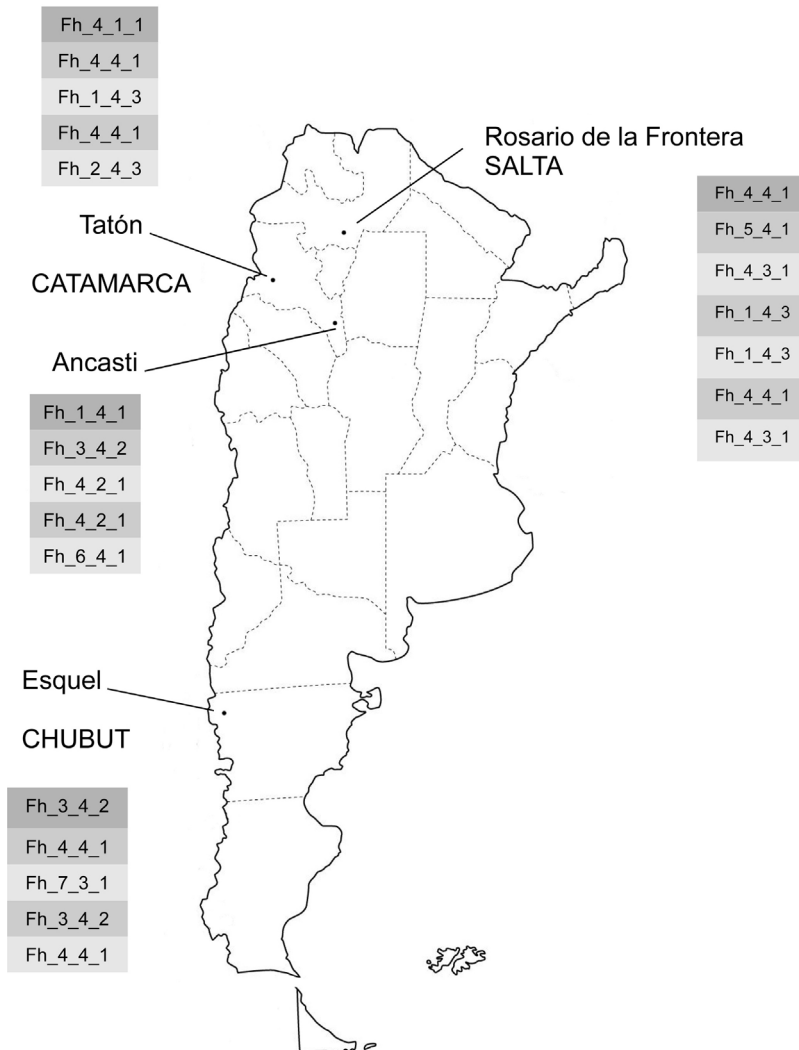 Fh_4_1_1
Fh_4_4_1
Fh_1_4_3
Fh_4_4_1
Fh_2_4_3
Rosario de la Frontera
SALTA
Fh_4_4_1
Fh_5_4_1
Fh_4_3_1
Fh_1_4_3
Fh_1_4_3
Fh_4_4_1
Fh_4_3_1
Tatón
CATAMARCA
Ancasti
Fh_1_4_1
Fh_3_4_2
Fh_4_2_1
Fh_4_2_1
Fh_6_4_1
Esquel
CHUBUT
Fh_3_4_2
Fh_4_4_1
Fh_7_3_1
Fh_3_4_2
Fh_4_4_1